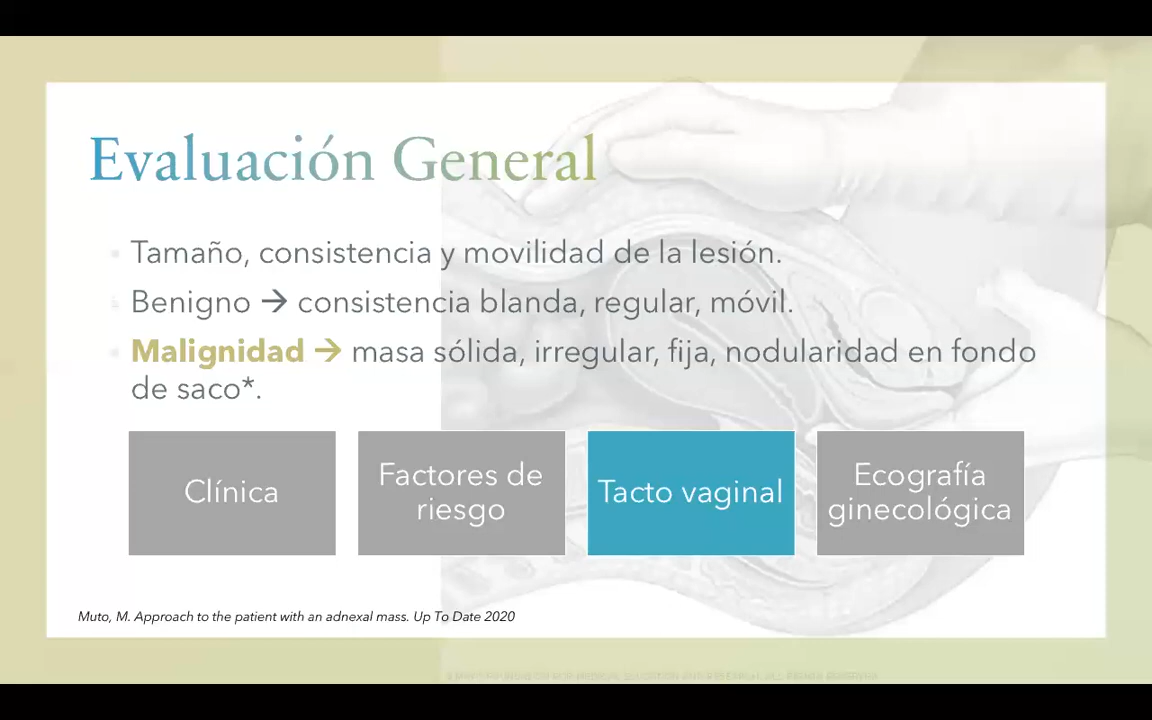 Evaluación General
Tamaño, consistencia y movilidad de la lesión.
Benigno → consistencia blanda, regular, móvil.
Malignidad → masa sólida, irregular, fija, nodularidad en fondo
de saco*.
Clínica
Factores de
riesgo
Tacto vaginal
Ecografía
ginecológica
Muto, M. Approach to the patient with an adnexal mass. Up To Date 2020